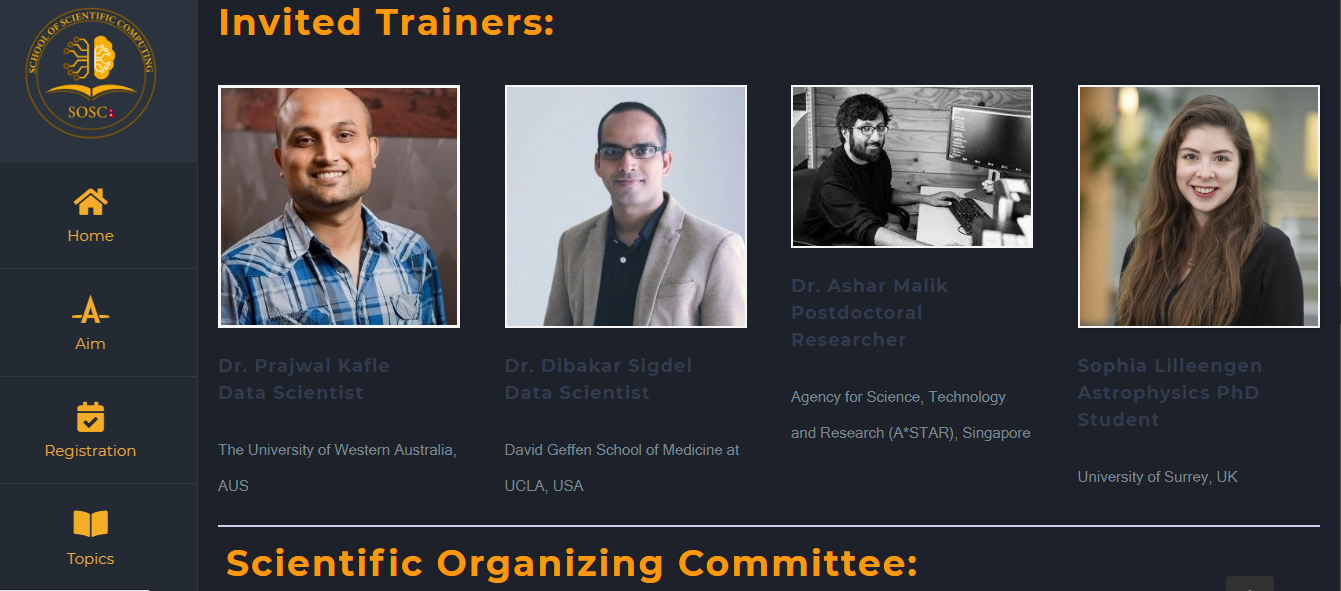 SCHOOL OF SCIENTIFIC COMPUTING
SOSC
Home
Aim
Registration
Topics
Invited Trainers:
Dr. Prajwal Kafle
Data Scientist
The University of Western Australia,
AUS
Dr. Dibakar Sigdel
Data Scientist
David Geffen School of Medicine at
UCLA, USA
Dr. Ashar Malik
Postdoctoral
Researcher
Agency for Science, Technology
and Research (A*STAR), Singapore
Sophia Lilleengen
Astrophysics PhD
Student
University of Surrey, UK
Scientific Organizing Committee: